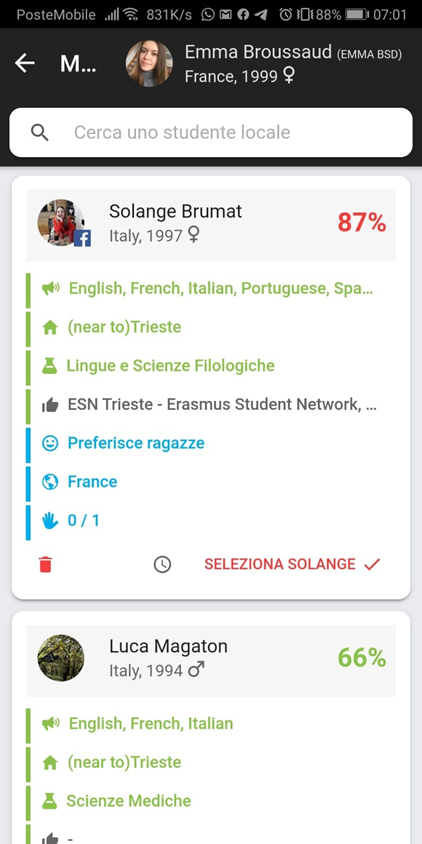 PosteMobile 831K/s 88% 07:01
M... Emma Broussaud (EMMA BSD)
France, 1999
Cerca uno studente locale
Solange Brumat
Italy, 1997
87%
English, French, Italian, Portuguese, Spa...
(near to)Trieste
Lingue e Scienze Filologiche
ESN Trieste - Erasmus Student Network, ...
Preferisce ragazze
France
0 / 1
SELEZIONA SOLANGE
Luca Magaton
Italy, 1994
66%
English, French, Italian
(near to)Trieste
Scienze Mediche
-